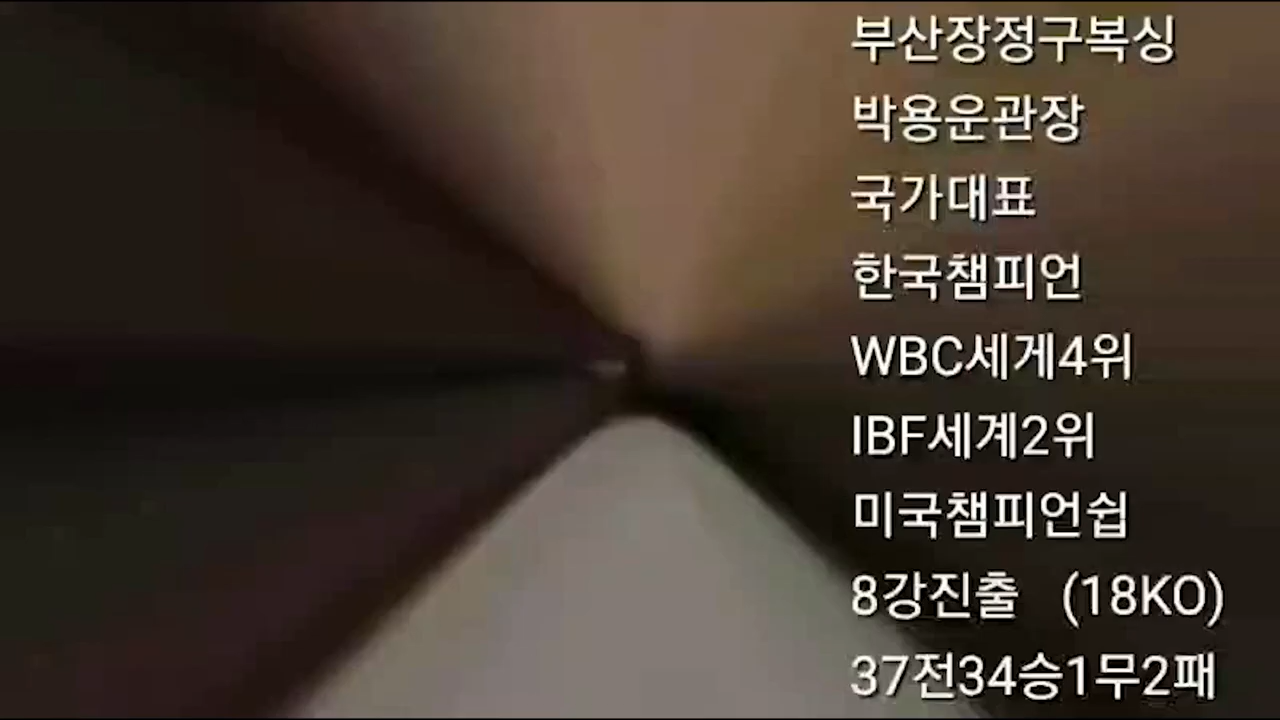 부산장정구복싱
박용운관장
국가대표
한국챔피언
WBC세게4위
IBF세계2위
미국챔피언쉽
8강진출 (18KO)
37전34승1무2패